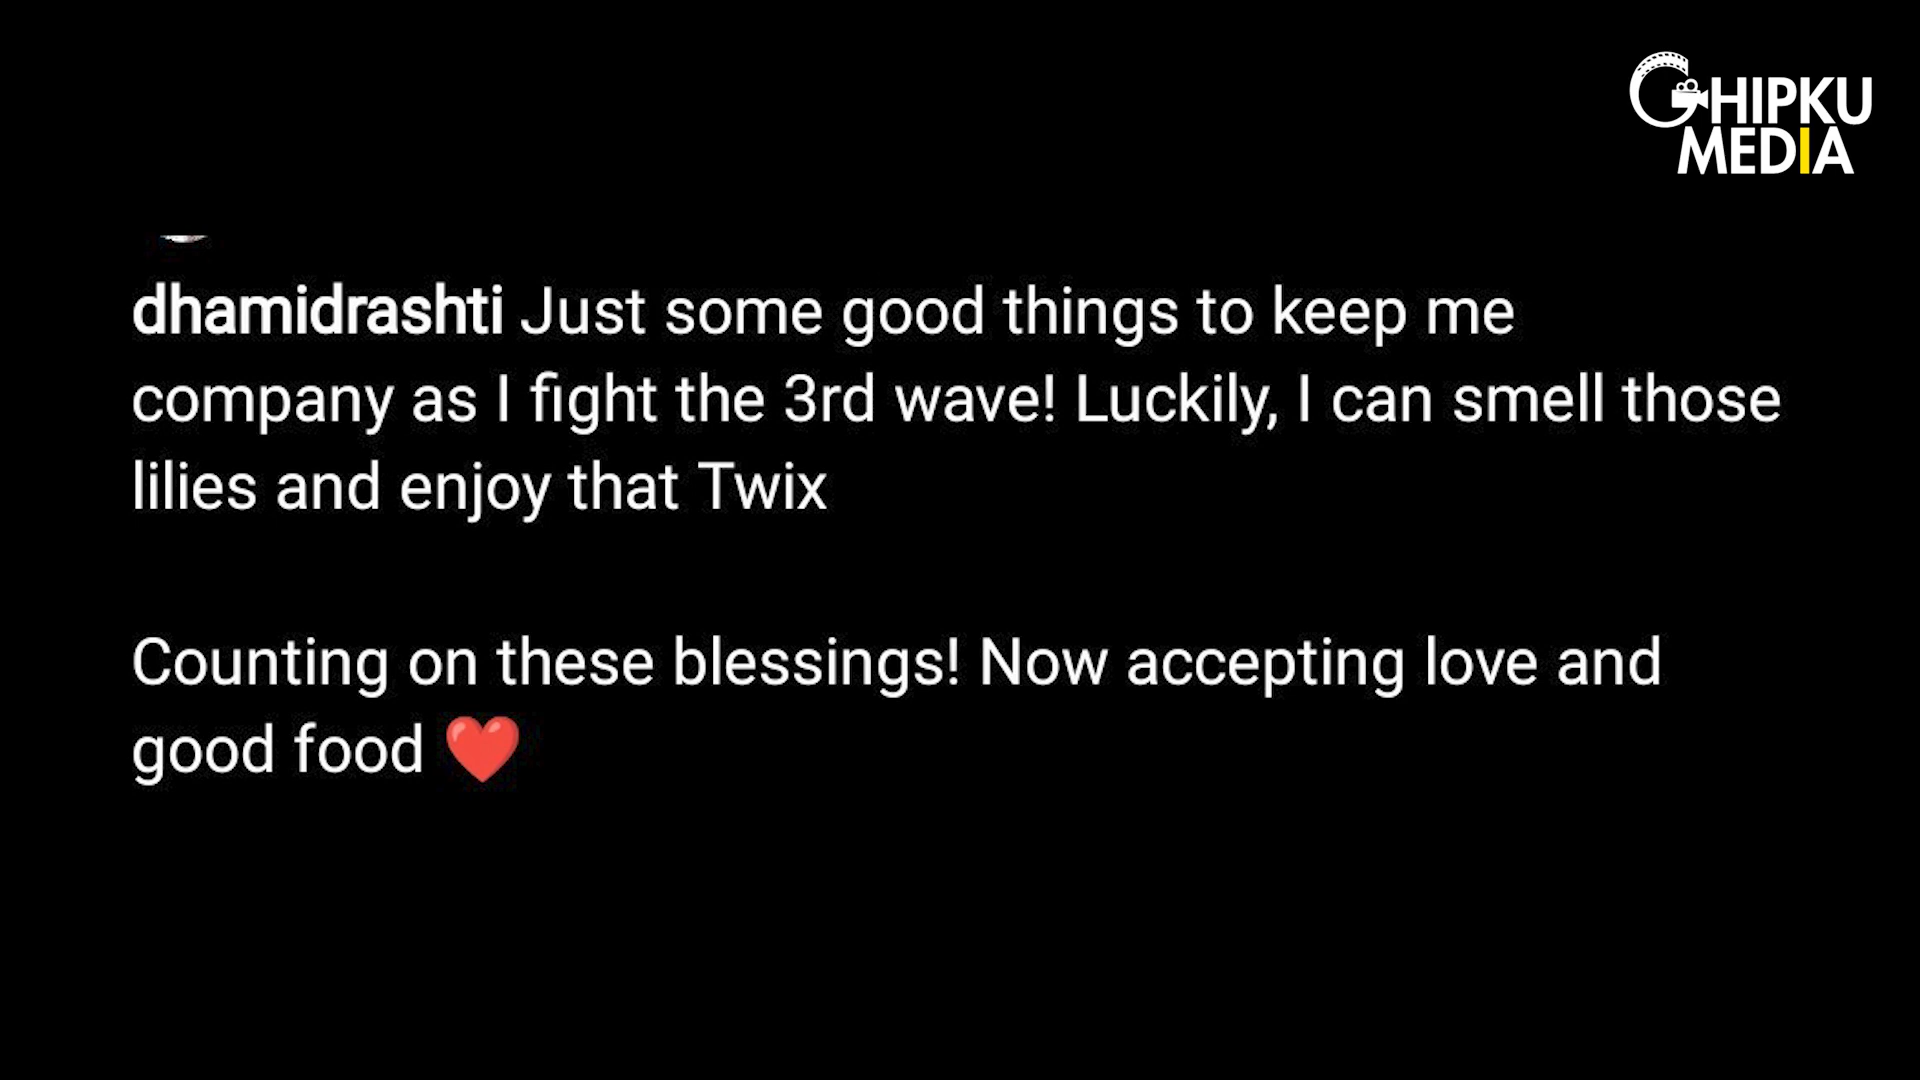 CHIPKU
MEDIA
dhamidrashti Just some good things to keep me
company as I fight the 3rd wave! Luckily, I can smell those
lilies and enjoy that Twix
Counting on these blessings! Now accepting love and
good food ❤️